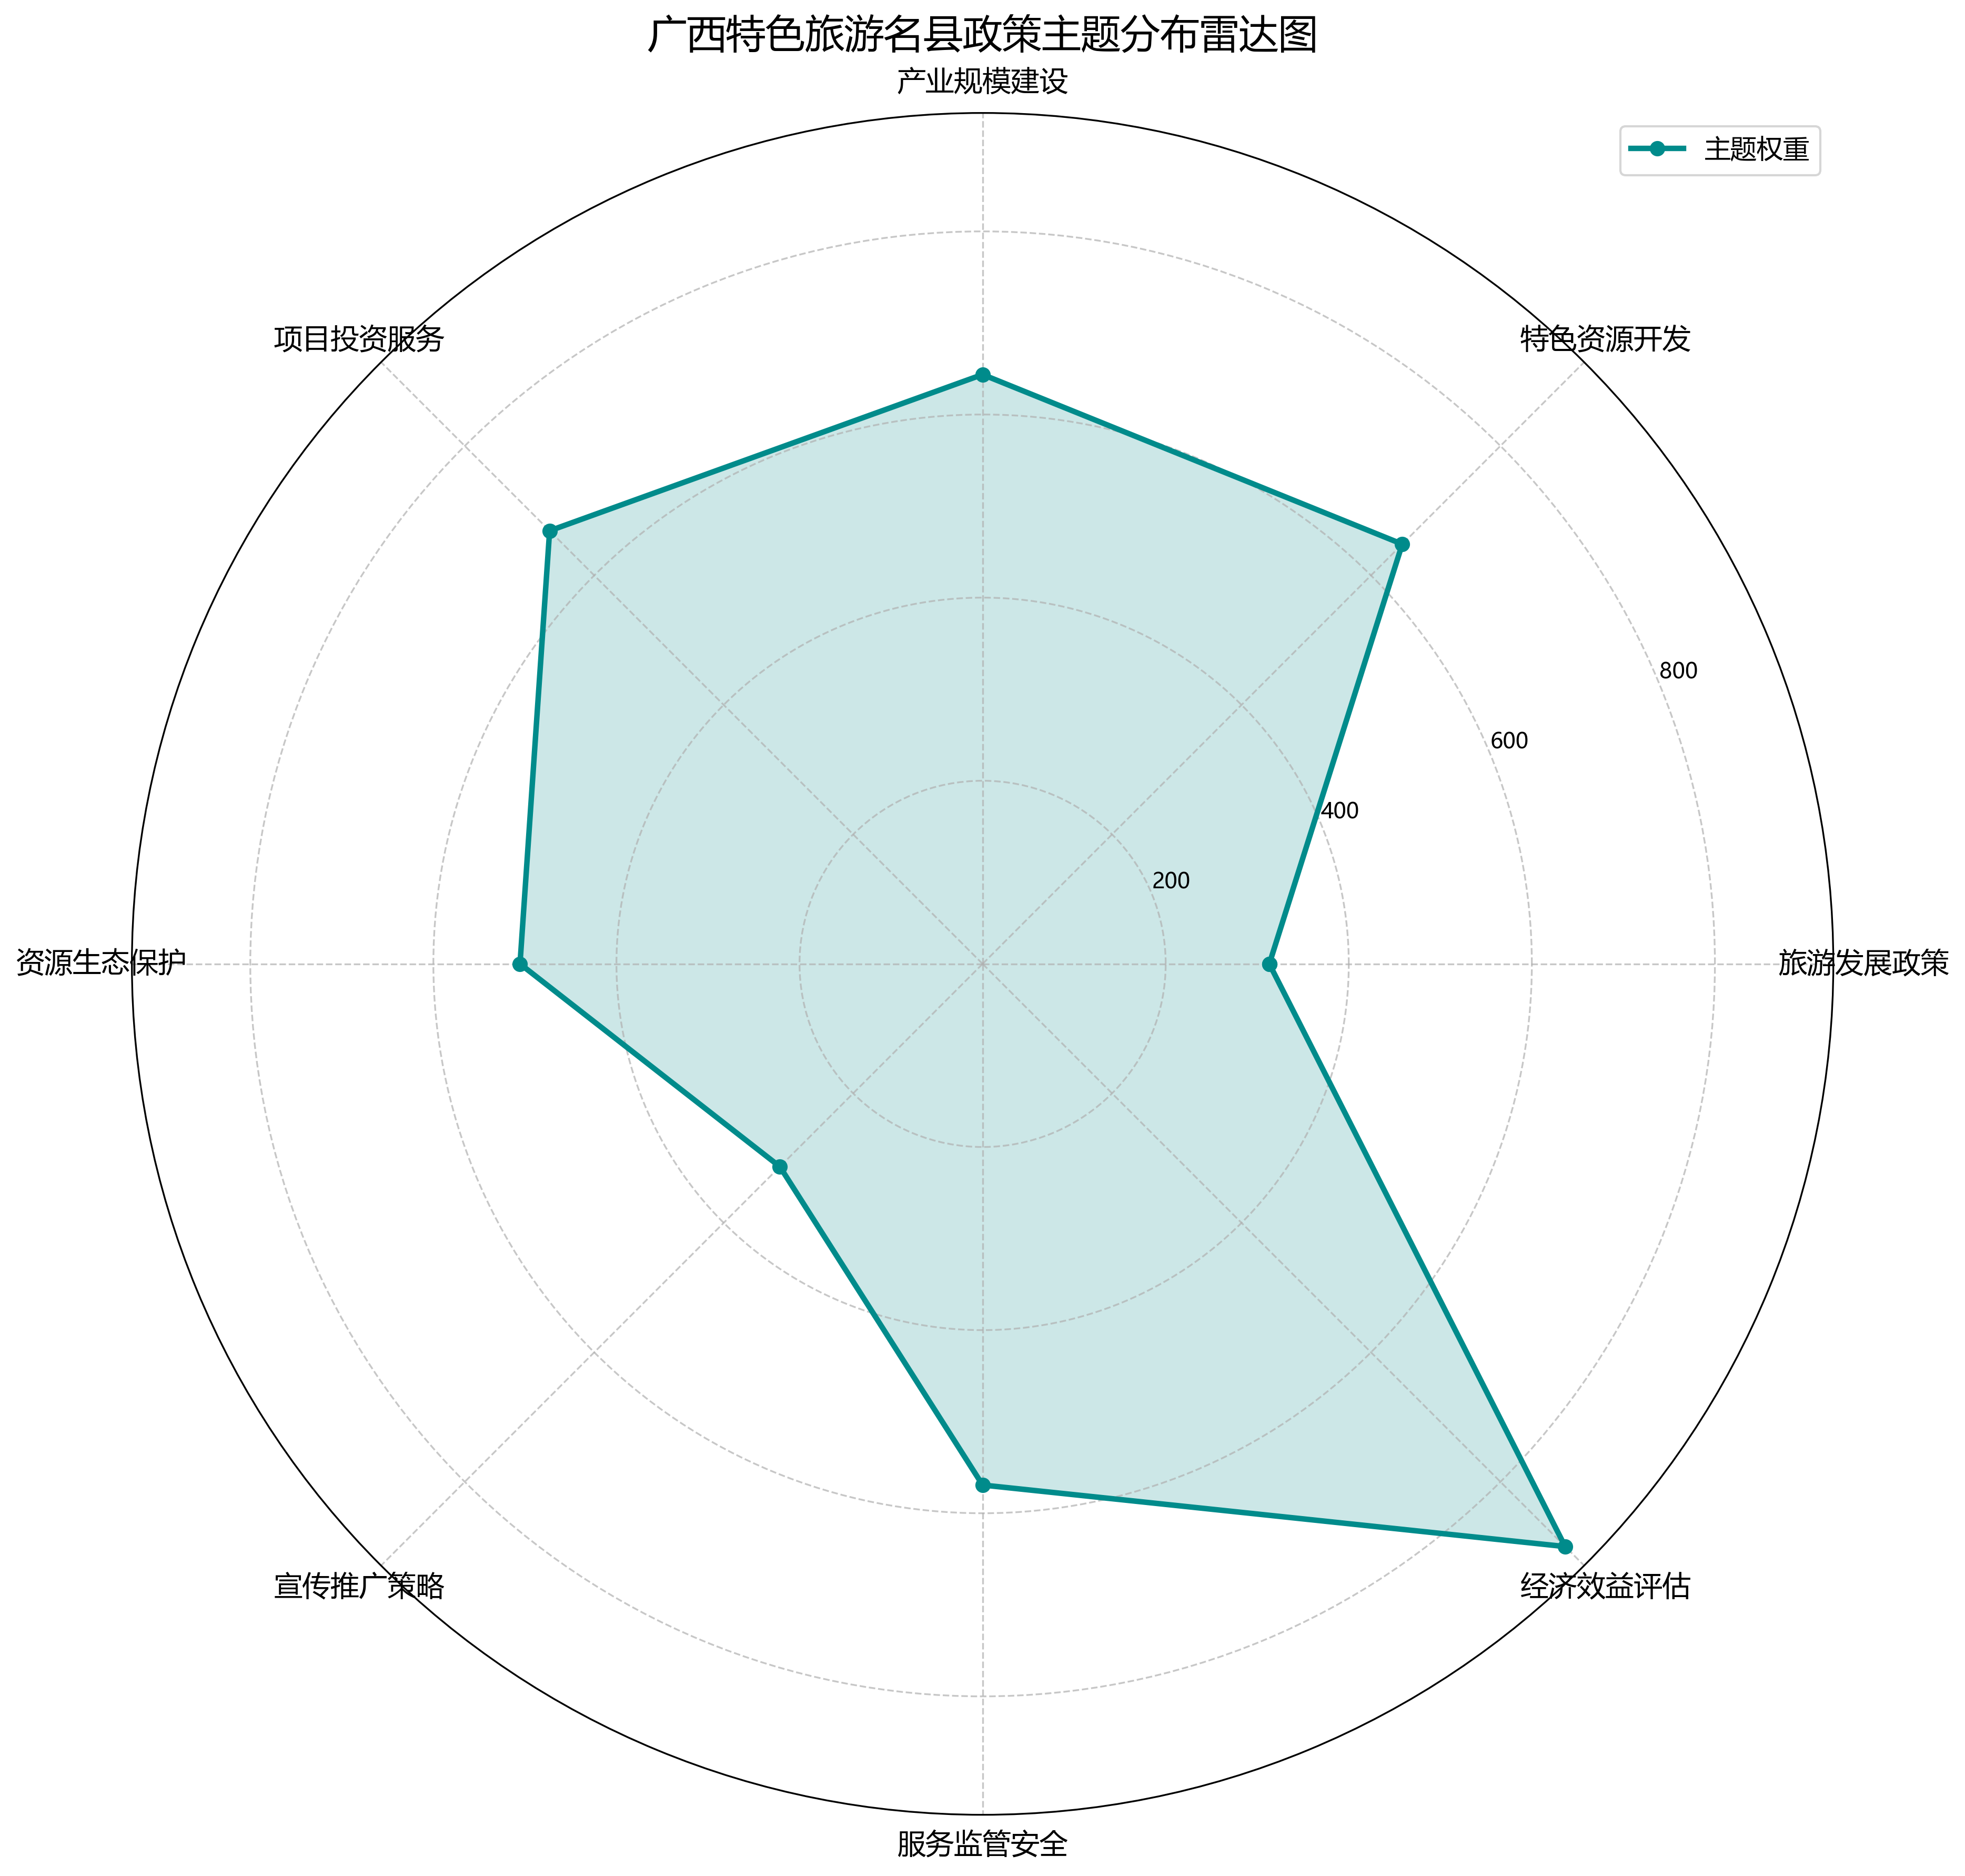 广西特色旅游名县政策主题分布雷达图
产业规模建设
主题权重
项目投资服务
特色资源开发
800
600
400
200
资源生态保护
旅游发展政策
宣传推广策略
经济效益评估
服务监管安全